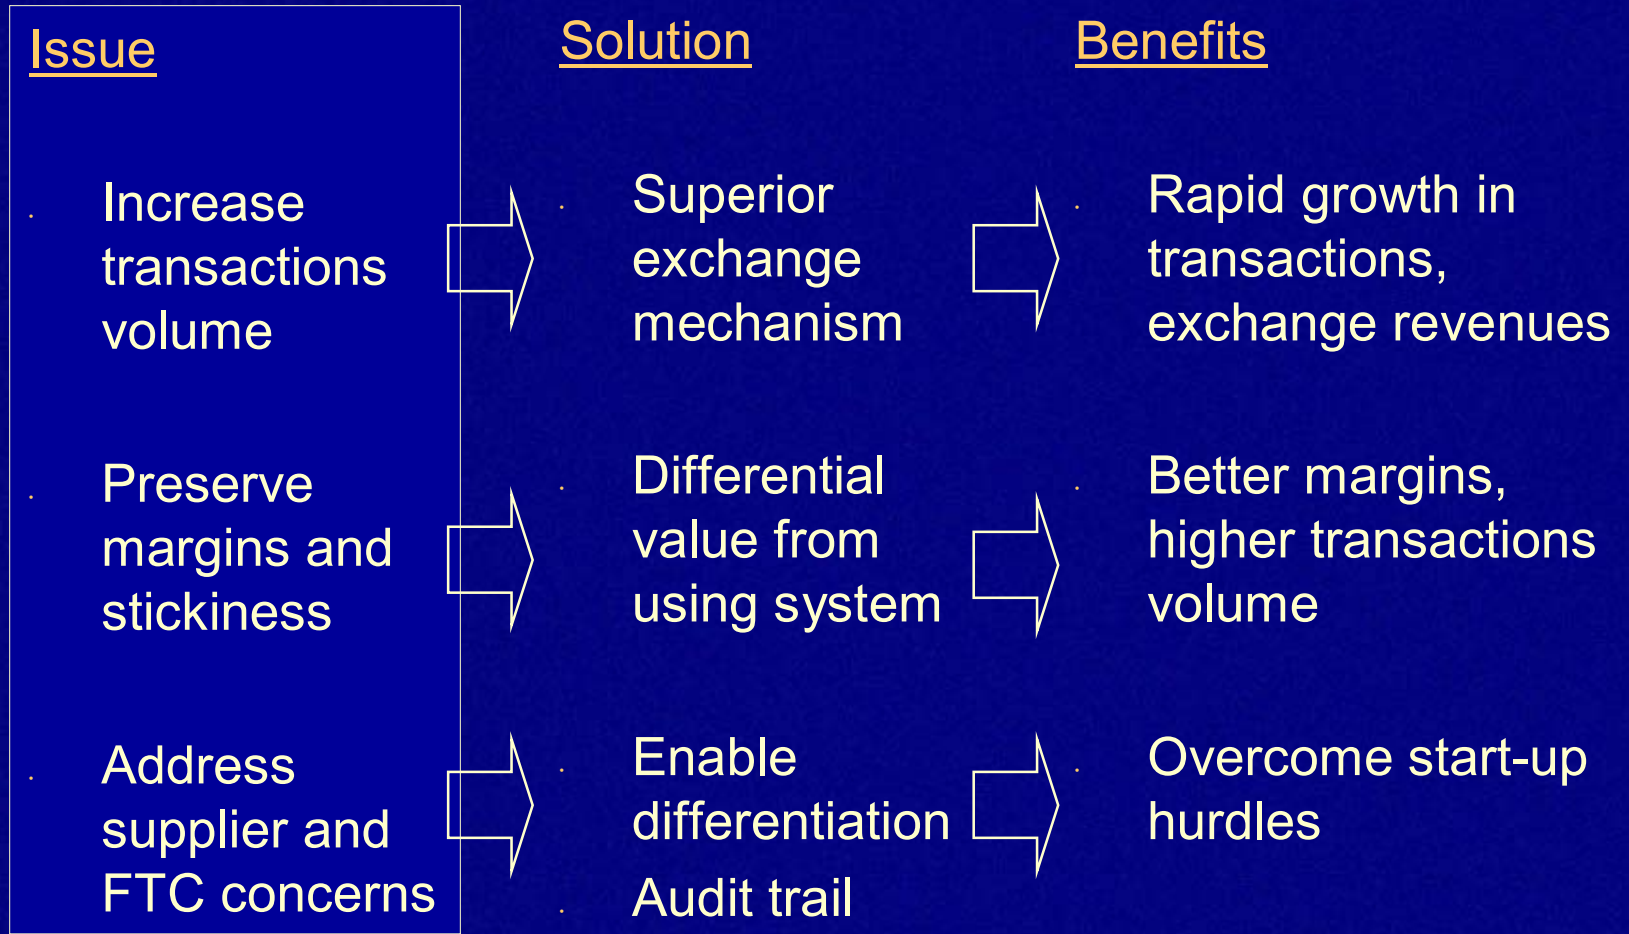 Issue
Solution
Benefits
Increase
transactions
volume
Superior
exchange
mechanism
Rapid growth in
transactions,
exchange revenues
Preserve
margins and
stickiness
Differential
value from
using system
Better margins,
higher transactions
volume
Address
supplier and
FTC concerns
Enable
differentiation
Audit trail
Overcome start-up
hurdles